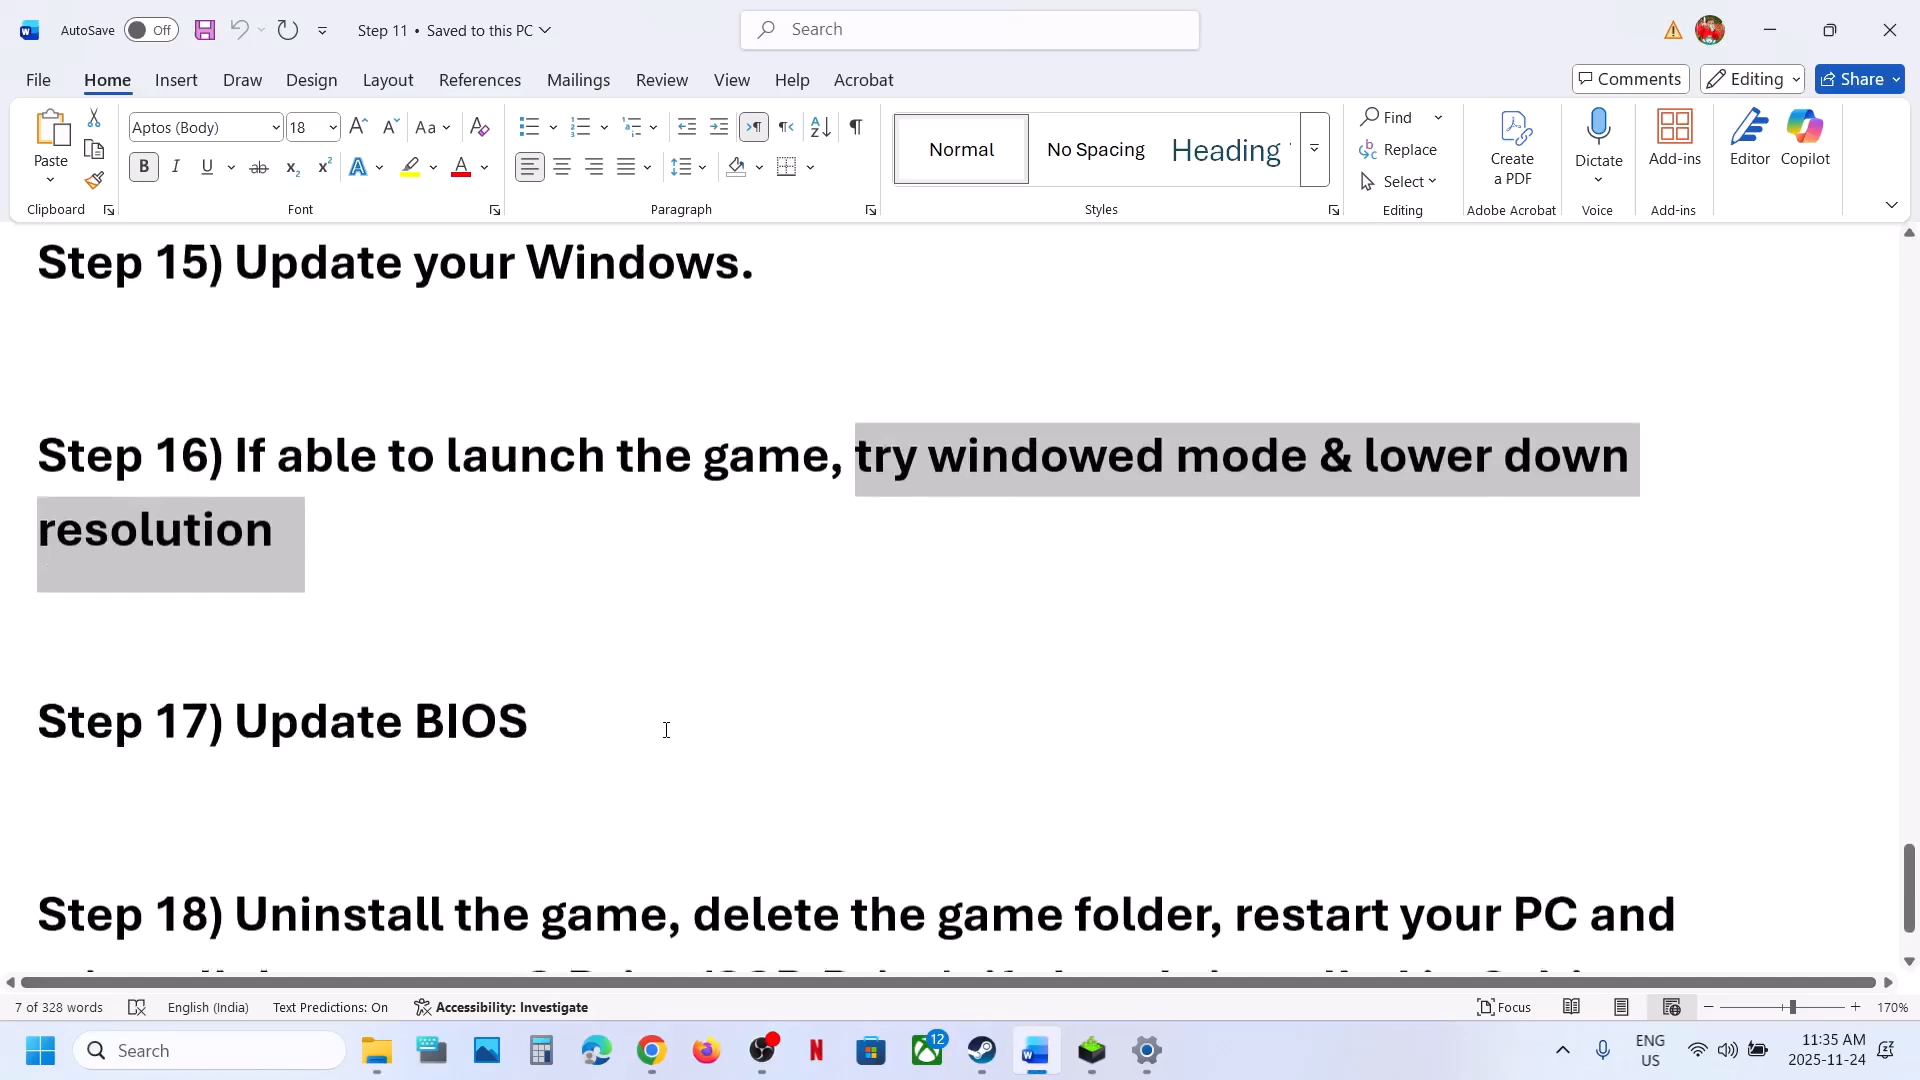 AutoSave Off Step 11 • Saved to this PC Search
File Home Insert Draw Design Layout References Mailings Review View Help Acrobat Comments Editing Share
Aptos (Body) 18 Aa
Paste B I U ab x₂ x² A A
Normal No Spacing Heading
Find
Replace
Select
Create a PDF Dictate Add-ins Editor Copilot
Clipboard Font Paragraph Styles Editing Adobe Acrobat Voice Add-ins
Step 15) Update your Windows.
Step 16) If able to launch the game, try windowed mode & lower down
resolution
Step 17) Update BIOS
Step 18) Uninstall the game, delete the game folder, restart your PC and
7 of 328 words English (India) Text Predictions: On Accessibility: Investigate Focus 170%
Search 12 ENG 11:35 AM
US 2025-11-24